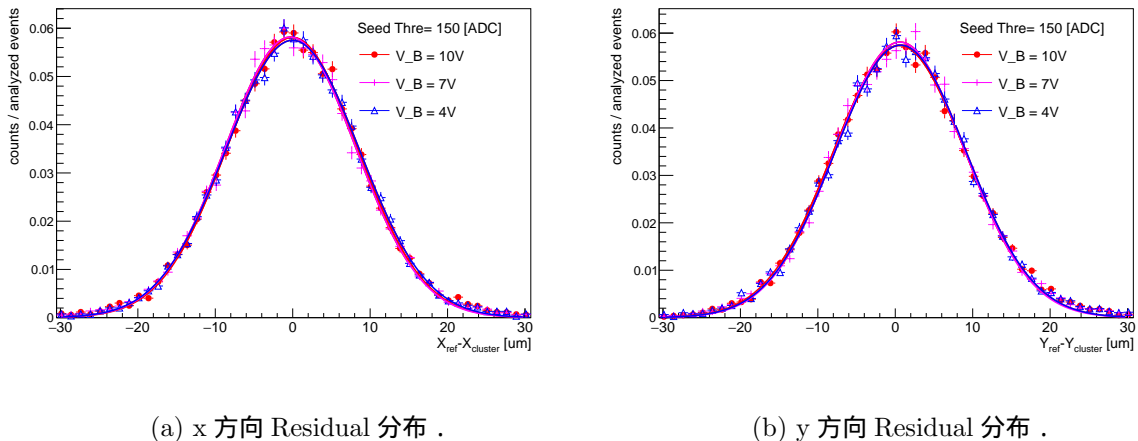 counts / analyzed events
0.06
0.05
0.04
0.03
0.02
0.01
0
Seed Thre= 150 [ADC]
V_B = 10V
V_B = 7V
V_B = 4V
−30 −20 −10 0 10 20 30
X_ref-X_cluster [um]
(a) x 方向 Residual 分布．
counts / analyzed events
0.06
0.05
0.04
0.03
0.02
0.01
0
Seed Thre= 150 [ADC]
V_B = 10V
V_B = 7V
V_B = 4V
−30 −20 −10 0 10 20 30
Y_ref-Y_cluster [um]
(b) y 方向 Residual 分布．